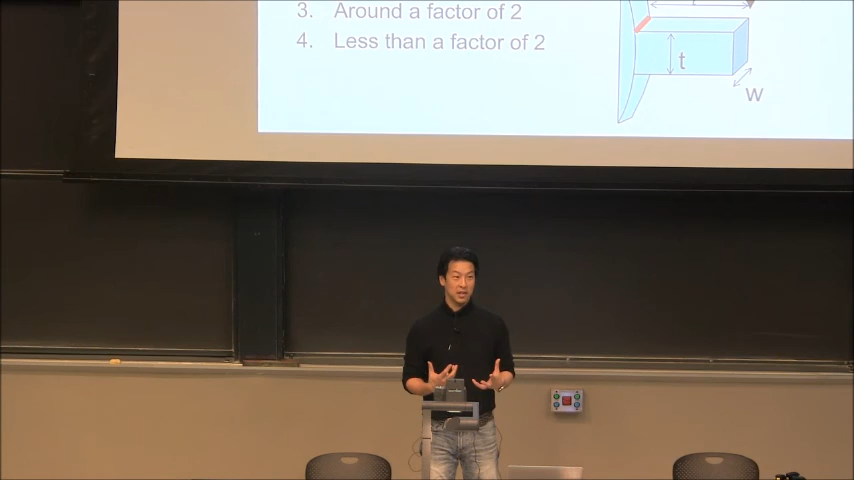 3. Around a factor of 2
4. Less than a factor of 2
t
w